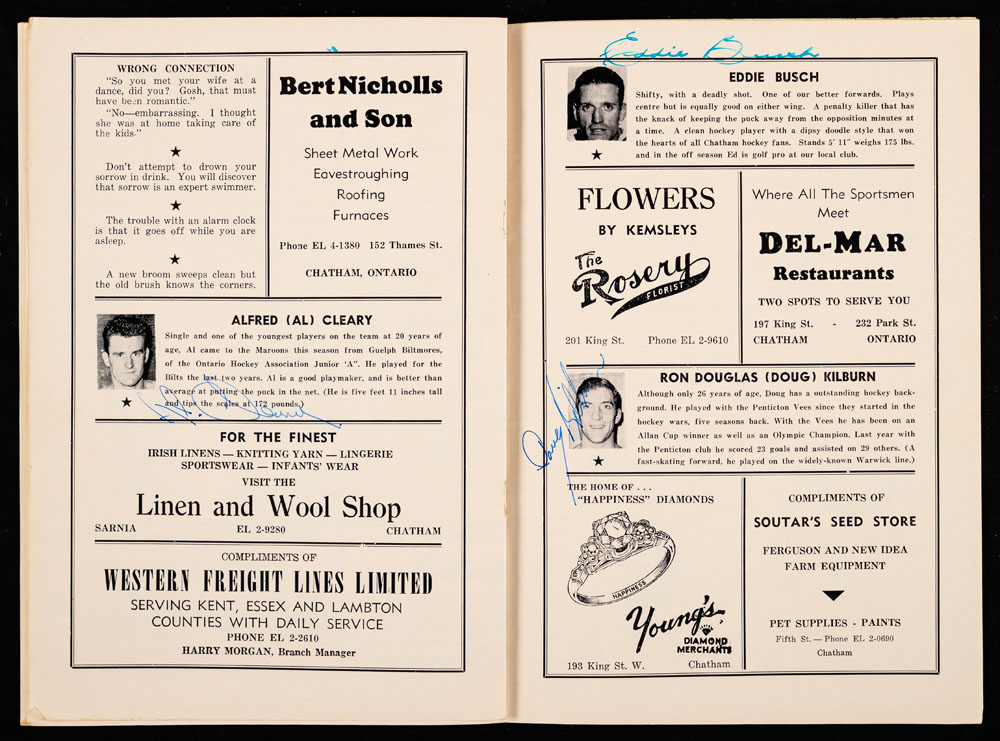 WRONG CONNECTION
"So you met your wife at a
dance, did you? Gosh, that must
have been romantic."
"No—embarrassing. I thought
she was at home taking care of
the kids."
★
Don't attempt to drown your
sorrow in drink. You will discover
that sorrow is an expert swimmer.
★
The trouble with an alarm clock
is that it goes off while you are
asleep.
★
A new broom sweeps clean but
the old brush knows the corners.
Bert Nicholls
and Son
Sheet Metal Work
Eavestroughing
Roofing
Furnaces
Phone EL 4-1380 152 Thames St.
CHATHAM, ONTARIO
ALFRED (AL) CLEARY
Single and one of the youngest players on the team at 20 years of
age, Al came to the Maroons this season from Guelph Biltmores,
of the Ontario Hockey Association Junior "A". He played for the
Bilts the last two years. Al is a good playmaker, and is better than
average at putting the puck in the net. (He is five feet 11 inches tall
and tips the scales at 172 pounds.)
★
FOR THE FINEST
IRISH LINENS — KNITTING YARN — LINGERIE
SPORTSWEAR — INFANTS' WEAR
VISIT THE
Linen and Wool Shop
SARNIA EL 2-9280 CHATHAM
COMPLIMENTS OF
WESTERN FREIGHT LINES LIMITED
SERVING KENT, ESSEX AND LAMBTON
COUNTIES WITH DAILY SERVICE
PHONE EL 2-2610
HARRY MORGAN, Branch Manager
Eddie Busch
EDDIE BUSCH
Shifty, with a deadly shot. One of our better forwards. Plays
centre but is equally good on either wing. A penalty killer that has
the knack of keeping the puck away from the opposition minutes at
a time. A clean hockey player with a dipsy doodle style that won
the hearts of all Chatham hockey fans. Stands 5' 11" weighs 175 lbs.
and in the off season Ed is golf pro at our local club.
★
FLOWERS
BY KEMSLEYS
The
Rosery
FLORIST
201 King St. Phone EL 2-9610
Where All The Sportsmen
Meet
DEL-MAR
Restaurants
TWO SPOTS TO SERVE YOU
197 King St. - 232 Park St.
CHATHAM ONTARIO
RON DOUGLAS (DOUG) KILBURN
Although only 26 years of age, Doug has a outstanding hockey back-
ground. He played with the Penticton Vees since they started in the
hockey wars, five seasons back. With the Vees he has been on an
Allan Cup winner as well as an Olympic Champion. Last year with
the Penticton club he scored 23 goals and assisted on 29 others. (A
fast-skating forward, he played on the widely-known Warwick line.)
★
Doug Kilburn
THE HOME OF . . .
"HAPPINESS" DIAMONDS
HAPPINESS
Young's
DIAMOND
MERCHANTS
193 King St. W. Chatham
COMPLIMENTS OF
SOUTAR'S SEED STORE
FERGUSON AND NEW IDEA
FARM EQUIPMENT
PET SUPPLIES - PAINTS
Fifth St. — Phone EL 2-0690
Chatham